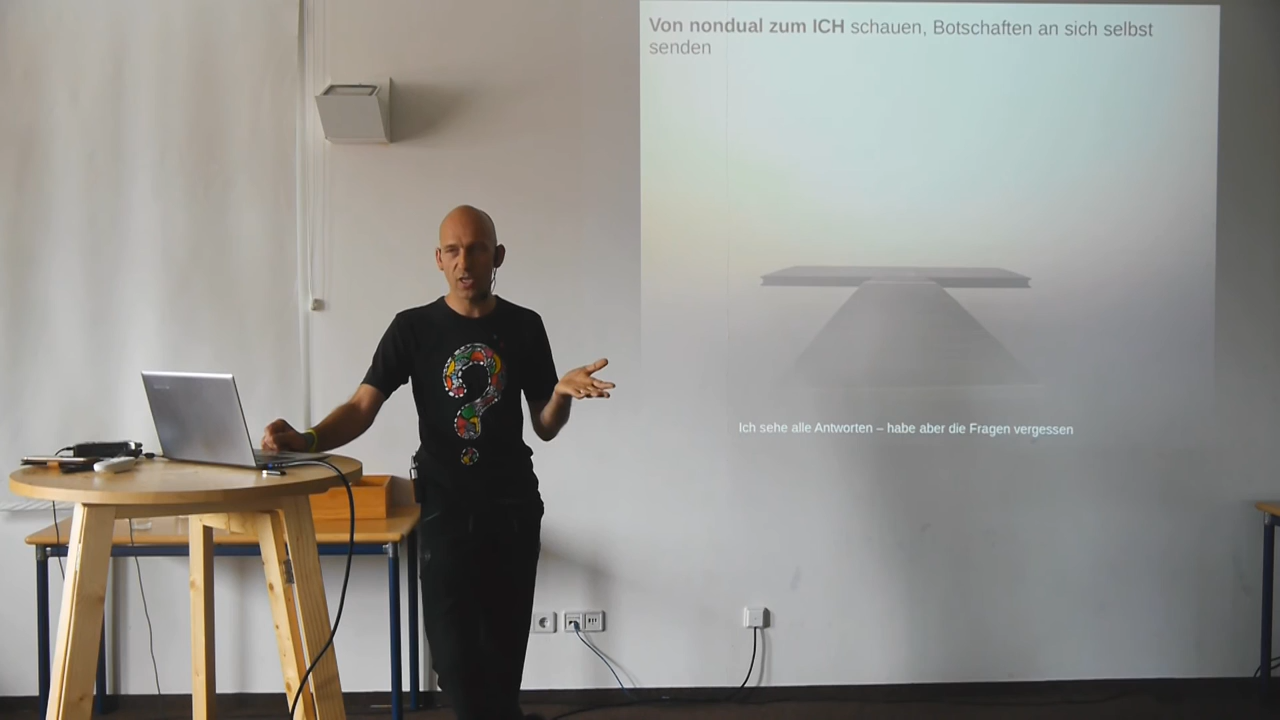 Von nondual zum ICH schauen, Botschaften an sich selbst
senden
Ich sehe alle Antworten – habe aber die Fragen vergessen
?